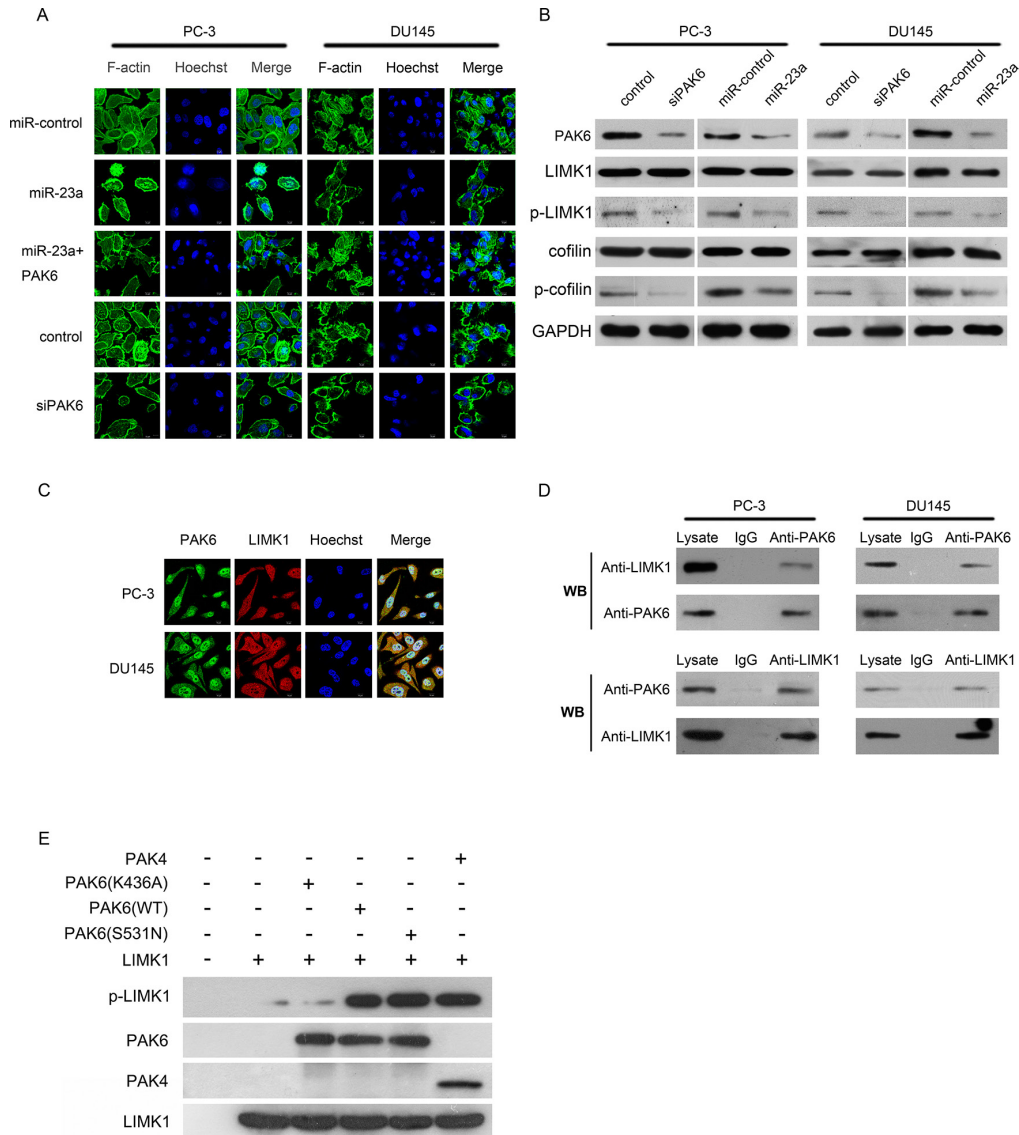 A
PC-3 DU145
F-actin Hoechst Merge F-actin Hoechst Merge
miR-control
miR-23a
miR-23a+
PAK6
control
siPAK6
B
PC-3 DU145
control siPAK6 miR-control miR-23a control siPAK6 miR-control miR-23a
PAK6
LIMK1
p-LIMK1
cofilin
p-cofilin
GAPDH
C
PAK6 LIMK1 Hoechst Merge
PC-3
DU145
D
PC-3 DU145
Lysate IgG Anti-PAK6 Lysate IgG Anti-PAK6
WB
Anti-LIMK1
Anti-PAK6
Lysate IgG Anti-LIMK1 Lysate IgG Anti-LIMK1
WB
Anti-PAK6
Anti-LIMK1
E
PAK4 - - - - - +
PAK6(K436A) - - + - - -
PAK6(WT) - - - + - -
PAK6(S531N) - - - - + -
LIMK1 - + + + + +
p-LIMK1
PAK6
PAK4
LIMK1